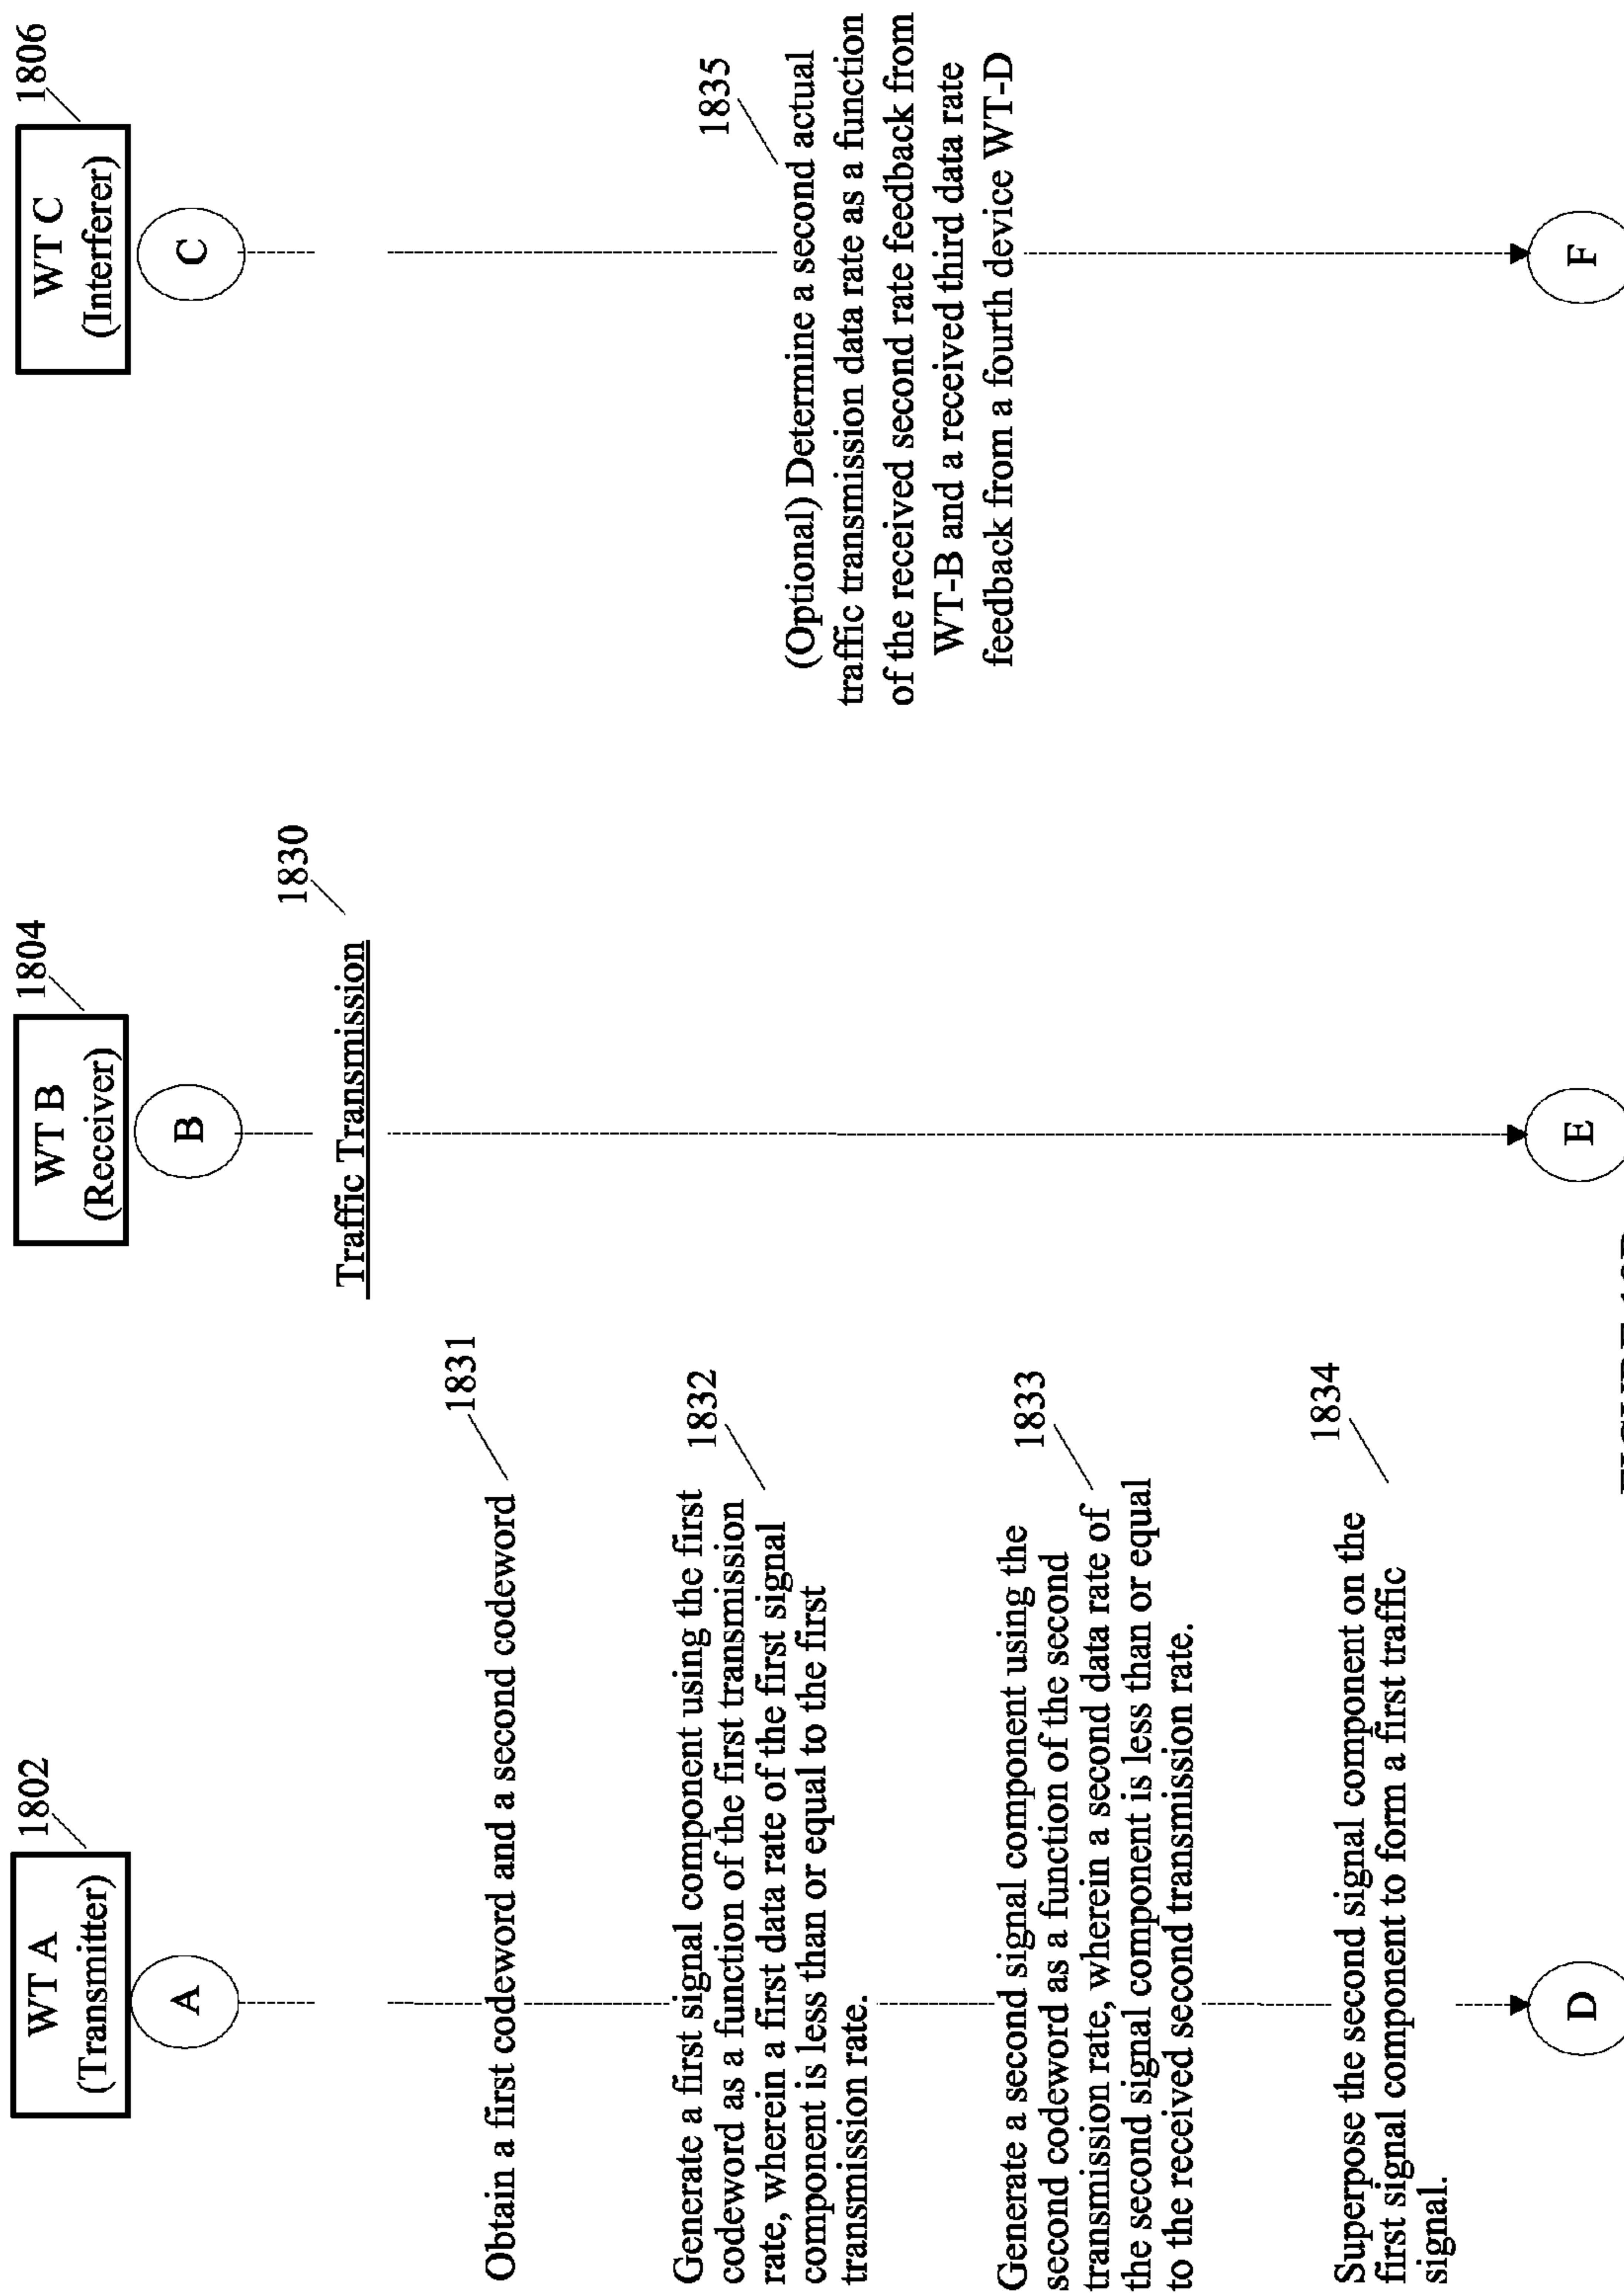 WT A
(Transmitter)
1802
A
WT B
(Receiver)
1804
B
WT C
(Interferer)
1806
C
Traffic Transmission
1830
Obtain a first codeword and a second codeword
1831
Generate a first signal component using the first
codeword as a function of the first transmission
rate, wherein a first data rate of the first signal
component is less than or equal to the first
transmission rate.
1832
(Optional) Determine a second actual
traffic transmission data rate as a function
of the received second rate feedback from
WT-B and a received third data rate
feedback from a fourth device WT-D
1835
Generate a second signal component using the
second codeword as a function of the second
transmission rate, wherein a second data rate of
the second signal component is less than or equal
to the received second transmission rate.
1833
Superpose the second signal component on the
first signal component to form a first traffic
signal.
1834
D
E
F